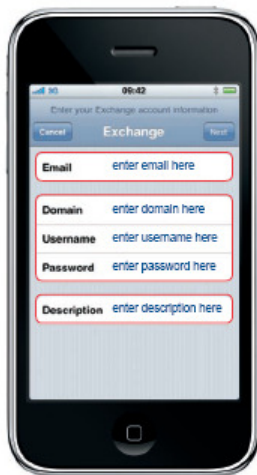 3G 09:42
Enter your Exchange account information
Cancel Exchange Next
Email enter email here
Domain enter domain here
Username enter username here
Password enter password here
Description enter description here